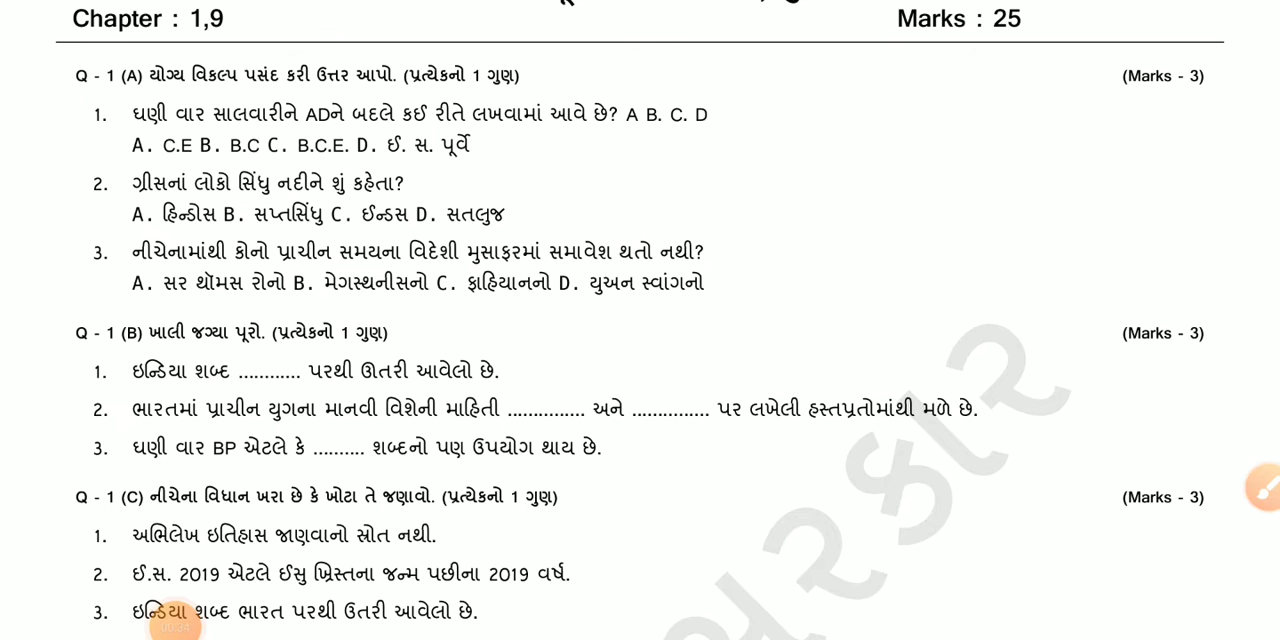 Chapter : 1,9 Marks : 25
Q - 1 (A) યોગ્ય વિકલ્પ પસંદ કરી ઉત્તર આપો. (પ્રત્યેકનો 1 ગુણ) (Marks - 3)
1. ઘણી વાર સાલવારીને ADને બદલે કઈ રીતે લખવામાં આવે છે? A B. C. D
A. C.E B. B.C C. B.C.E. D. ઈ. સ. પૂર્વે
2. ગ્રીસનાં લોકો સિંધુ નદીને શું કહેતા?
A. હિન્ડોસ B. સપ્તસિંધુ C. ઈન્ડસ D. સતલુજ
3. નીચેનામાંથી કોનો પ્રાચીન સમયના વિદેશી મુસાફરમાં સમાવેશ થતો નથી?
A. સર થૉમસ રોનો B. મેગસ્થનીસનો C. ફાહિયાનનો D. યુઅન સ્વાંગનો
Q - 1 (B) ખાલી જગ્યા પૂરો. (પ્રત્યેકનો 1 ગુણ) (Marks - 3)
1. ઇન્ડિયા શબ્દ ............ પરથી ઊતરી આવેલો છે.
2. ભારતમાં પ્રાચીન યુગના માનવી વિશેની માહિતી ............... અને ............... પર લખેલી હસ્તપ્રતોમાંથી મળે છે.
3. ઘણી વાર BP એટલે કે .......... શબ્દનો પણ ઉપયોગ થાય છે.
Q - 1 (C) નીચેના વિધાન ખરા છે કે ખોટા તે જણાવો. (પ્રત્યેકનો 1 ગુણ) (Marks - 3)
1. અભિલેખ ઇતિહાસ જાણવાનો સ્રોત નથી.
2. ઈ.સ. 2019 એટલે ઈસુ ખ્રિસ્તના જન્મ પછીના 2019 વર્ષ.
3. ઇન્ડિયા શબ્દ ભારત પરથી ઉતરી આવેલો છે.
00:34